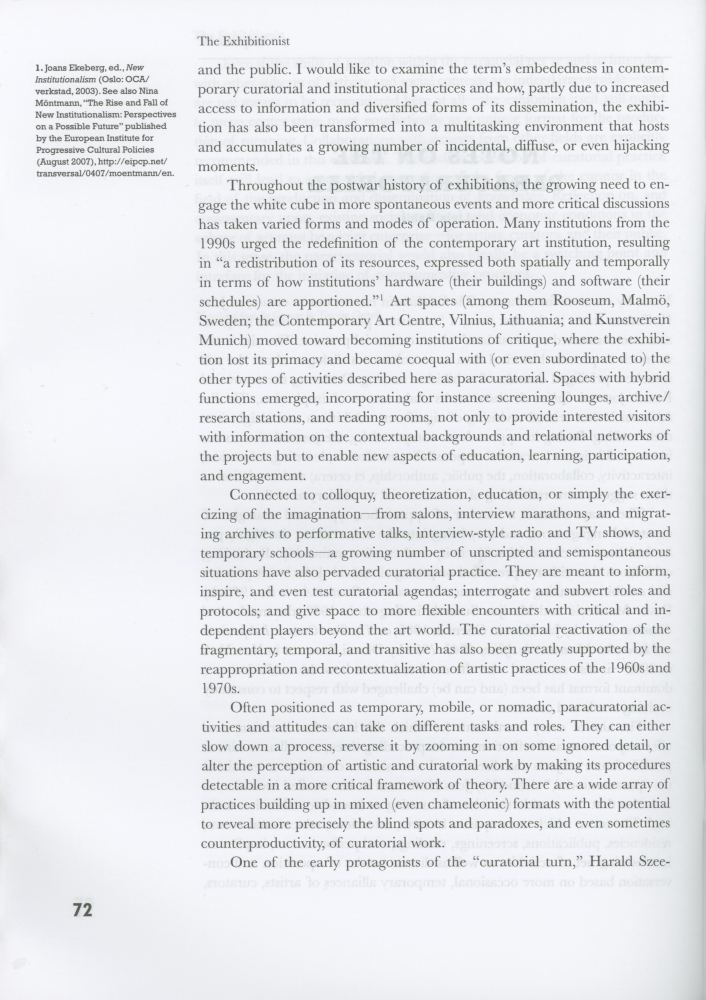 The Exhibitionist
1. Joans Ekeberg, ed., New
Institutionalism (Oslo: OCA/
verkstad, 2003). See also Nina
Möntmann, "The Rise and Fall of
New Institutionalism: Perspectives
on a Possible Future" published
by the European Institute for
Progressive Cultural Policies
(August 2007), http://eipcp.net/
transversal/0407/moentmann/en.
and the public. I would like to examine the term's embededness in contem-
porary curatorial and institutional practices and how, partly due to increased
access to information and diversified forms of its dissemination, the exhibi-
tion has also been transformed into a multitasking environment that hosts
and accumulates a growing number of incidental, diffuse, or even hijacking
moments.
Throughout the postwar history of exhibitions, the growing need to en-
gage the white cube in more spontaneous events and more critical discussions
has taken varied forms and modes of operation. Many institutions from the
1990s urged the redefinition of the contemporary art institution, resulting
in “a redistribution of its resources, expressed both spatially and temporally
in terms of how institutions’ hardware (their buildings) and software (their
schedules) are apportioned.”1 Art spaces (among them Rooseum, Malmö,
Sweden; the Contemporary Art Centre, Vilnius, Lithuania; and Kunstverein
Munich) moved toward becoming institutions of critique, where the exhibi-
tion lost its primacy and became coequal with (or even subordinated to) the
other types of activities described here as paracuratorial. Spaces with hybrid
functions emerged, incorporating for instance screening lounges, archive/
research stations, and reading rooms, not only to provide interested visitors
with information on the contextual backgrounds and relational networks of
the projects but to enable new aspects of education, learning, participation,
and engagement.
Connected to colloquy, theoretization, education, or simply the exer-
cizing of the imagination—from salons, interview marathons, and migrat-
ing archives to performative talks, interview-style radio and TV shows, and
temporary schools—a growing number of unscripted and semispontaneous
situations have also pervaded curatorial practice. They are meant to inform,
inspire, and even test curatorial agendas; interrogate and subvert roles and
protocols; and give space to more flexible encounters with critical and in-
dependent players beyond the art world. The curatorial reactivation of the
fragmentary, temporal, and transitive has also been greatly supported by the
reappropriation and recontextualization of artistic practices of the 1960s and
1970s.
Often positioned as temporary, mobile, or nomadic, paracuratorial ac-
tivities and attitudes can take on different tasks and roles. They can either
slow down a process, reverse it by zooming in on some ignored detail, or
alter the perception of artistic and curatorial work by making its procedures
detectable in a more critical framework of theory. There are a wide array of
practices building up in mixed (even chameleonic) formats with the potential
to reveal more precisely the blind spots and paradoxes, and even sometimes
counterproductivity, of curatorial work.
One of the early protagonists of the “curatorial turn,” Harald Szee-
72